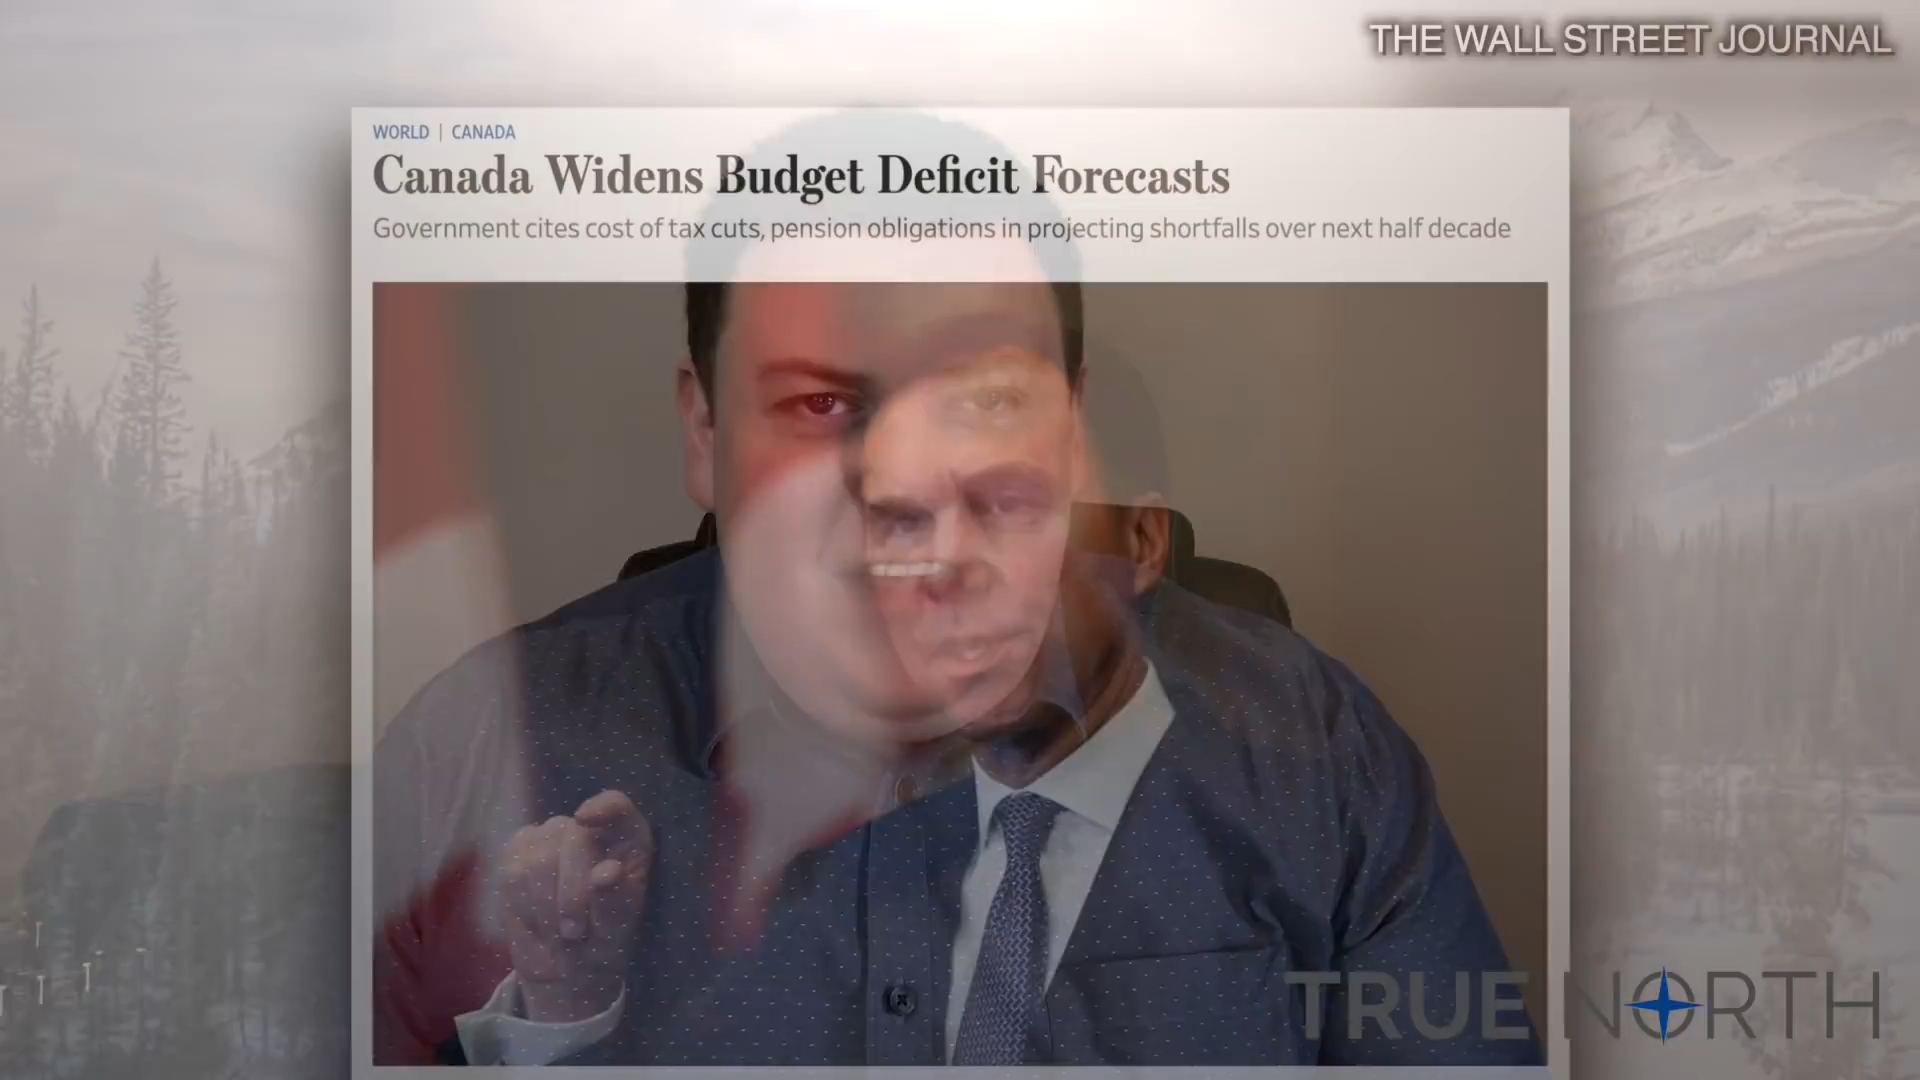 THE WALL STREET JOURNAL
WORLD | CANADA
Canada Widens Budget Deficit Forecasts
Government cites cost of tax cuts, pension obligations in projecting shortfalls over next half decade
TRUE NORTH